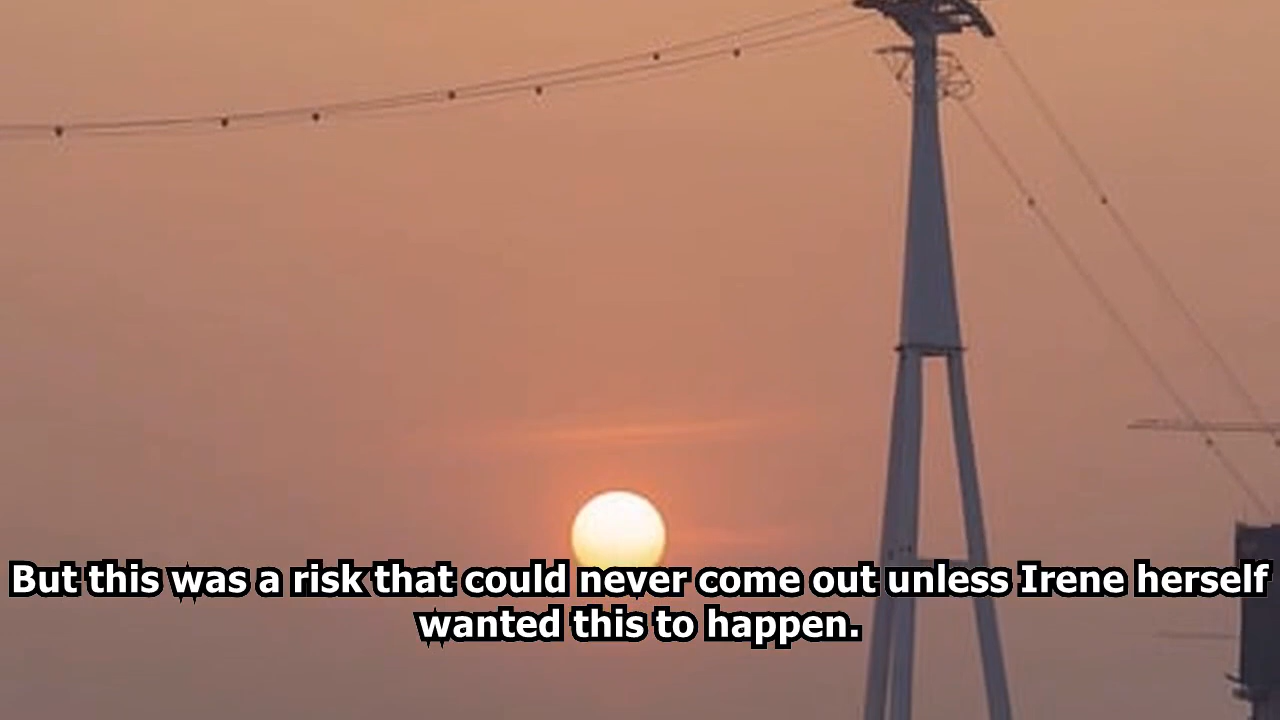 But this was a risk that could never come out unless Irene herself
wanted this to happen.